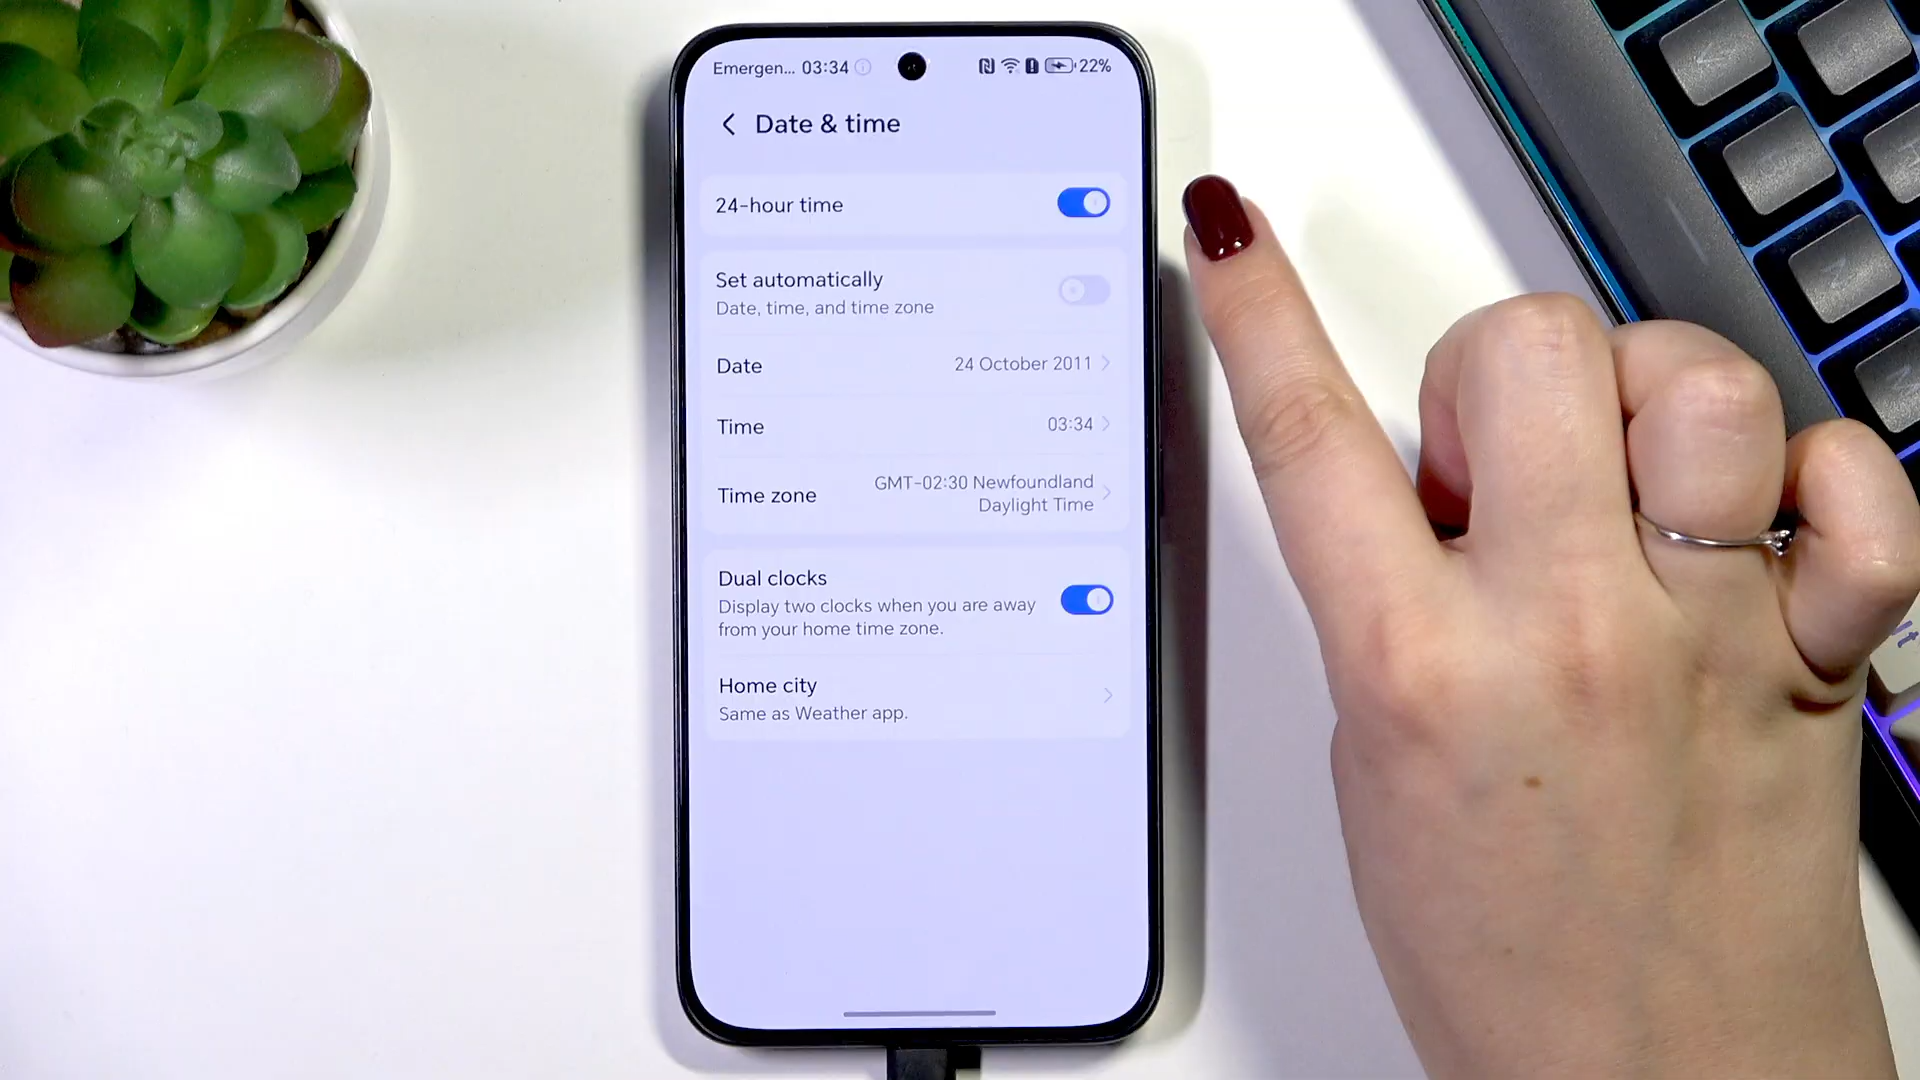 Emergen... 03:34 22%
Date & time
24-hour time
Set automatically
Date, time, and time zone
Date 24 October 2011
Time 03:34
Time zone GMT-02:30 Newfoundland
Daylight Time
Dual clocks
Display two clocks when you are away
from your home time zone.
Home city
Same as Weather app.